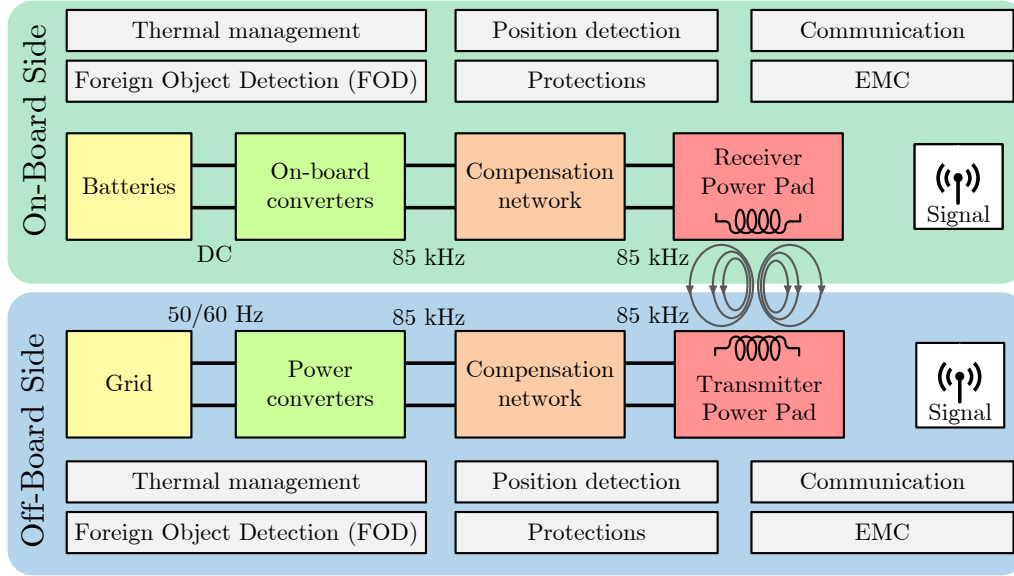 On-Board Side
Thermal management
Position detection
Communication
Foreign Object Detection (FOD)
Protections
EMC
Batteries
On-board
converters
Compensation
network
Receiver
Power Pad
Signal
DC
85 kHz
85 kHz
Off-Board Side
50/60 Hz
85 kHz
85 kHz
Grid
Power
converters
Compensation
network
Transmitter
Power Pad
Signal
Thermal management
Position detection
Communication
Foreign Object Detection (FOD)
Protections
EMC